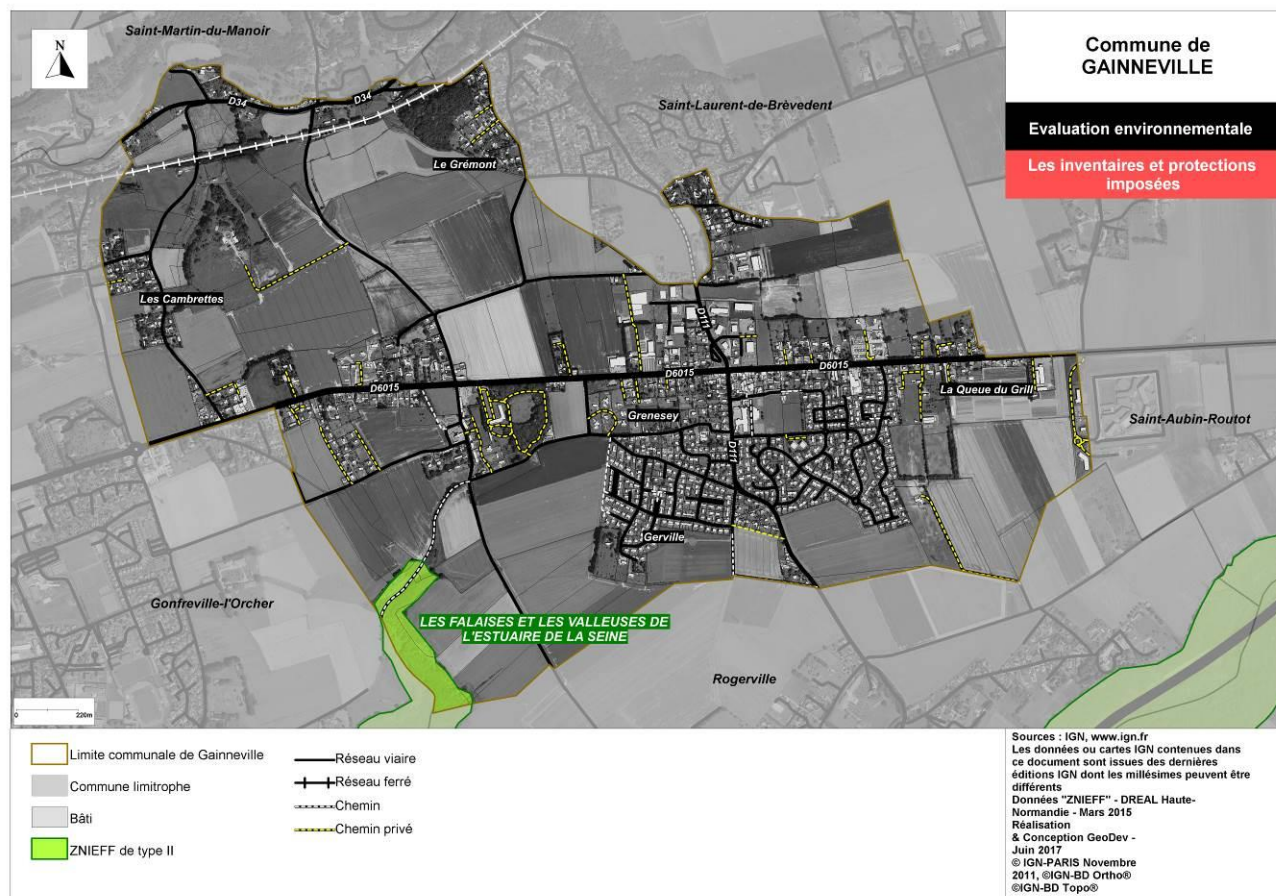 Saint-Martin-du-Manoir
N
Commune de
GAINNEVILLE
Evaluation environnementale
Les inventaires et protections
imposées
D34
D34
Saint-Laurent-de-Brèvedent
Le Grémont
Les Cambrettes
D111
D6015
D6015
D6015
La Queue du Grill
Grenesey
Saint-Aubin-Routot
D111
Gerville
Gonfreville-l'Orcher
LES FALAISES ET LES VALLEUSES DE
L'ESTUAIRE DE LA SEINE
Rogerville
0 220m
Limite communale de Gainneville
Commune limitrophe
Bâti
ZNIEFF de type II
Réseau viaire
Réseau ferré
Chemin
Chemin privé
Sources : IGN, www.ign.fr
Les données ou cartes IGN contenues dans
ce document sont issues des dernières
éditions IGN dont les millésimes peuvent être
différents
Données "ZNIEFF" - DREAL Haute-
Normandie - Mars 2015
Réalisation
& Conception GeoDev -
Juin 2017
© IGN-PARIS Novembre
2011, ©IGN-BD Ortho®
©IGN-BD Topo®